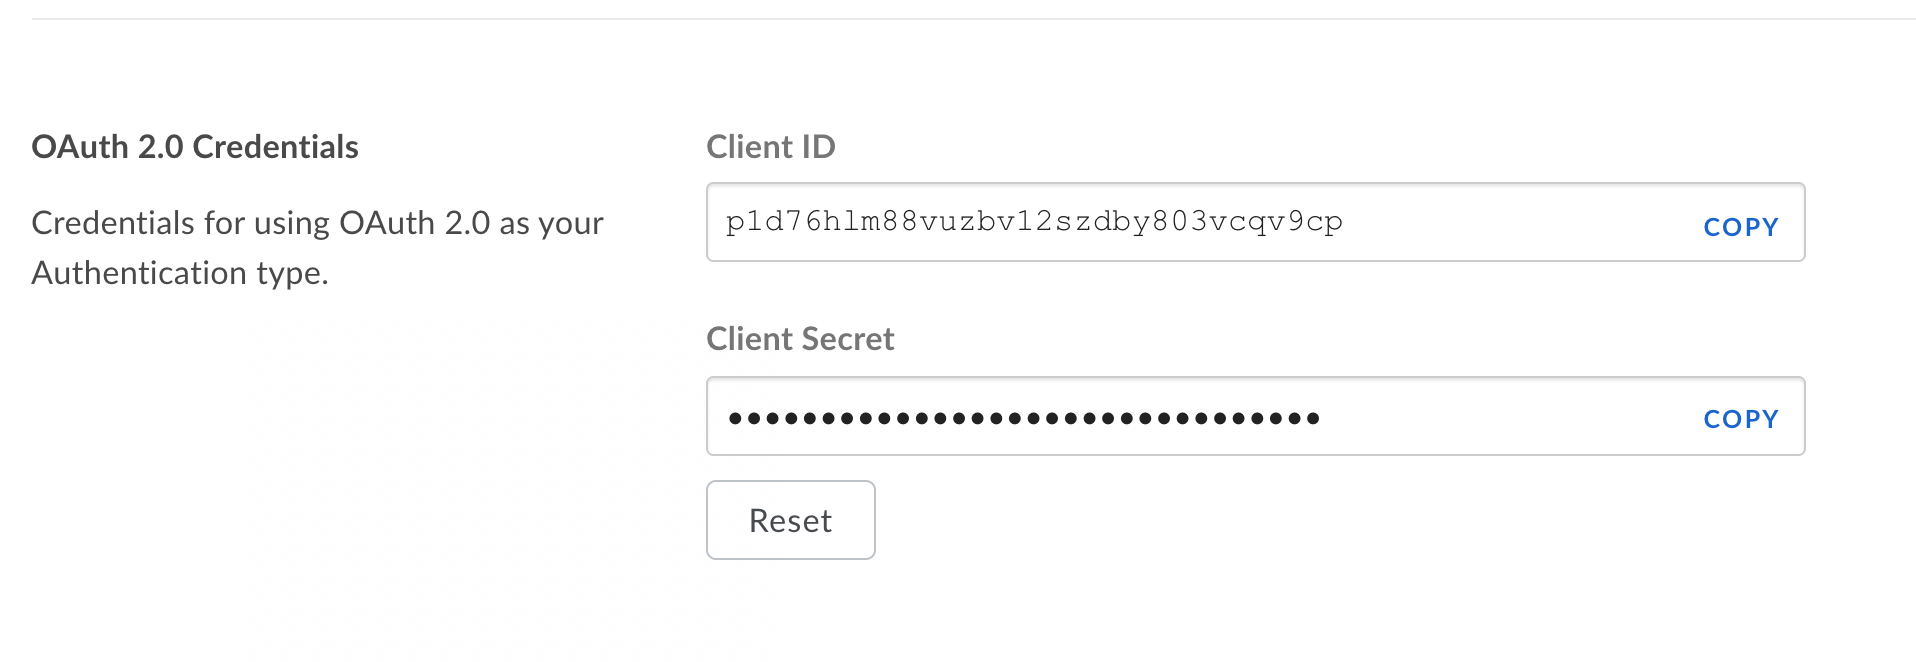 OAuth 2.0 Credentials
Credentials for using OAuth 2.0 as your
Authentication type.
Client ID
p1d76hlm88vuzbv12szdby803vcqv9cp
COPY
Client Secret
••••••••••••••••••••••••••••••••
COPY
Reset